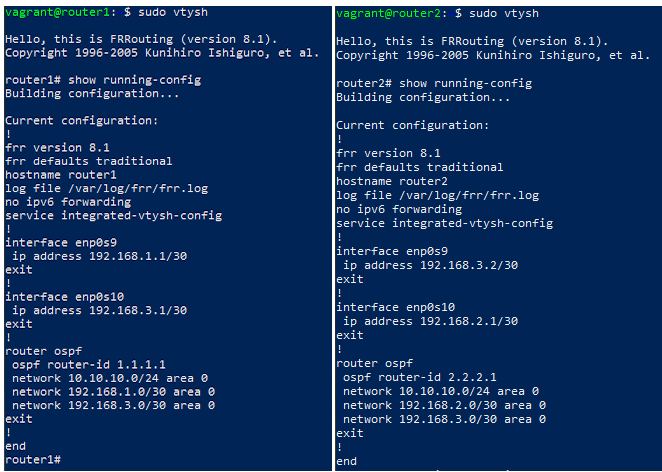 vagrant@router1: $ sudo vtysh

Hello, this is FRRouting (version 8.1).
Copyright 1996-2005 Kunihiro Ishiguro, et al.

router1# show running-config
Building configuration...

Current configuration:
!
frr version 8.1
frr defaults traditional
hostname router1
log file /var/log/frr/frr.log
no ipv6 forwarding
service integrated-vtysh-config
!
interface enp0s9
 ip address 192.168.1.1/30
exit
!
interface enp0s10
 ip address 192.168.3.1/30
exit
!
router ospf
 ospf router-id 1.1.1.1
 network 10.10.10.0/24 area 0
 network 192.168.1.0/30 area 0
 network 192.168.3.0/30 area 0
exit
!
end
router1#
vagrant@router2: $ sudo vtysh

Hello, this is FRRouting (version 8.1).
Copyright 1996-2005 Kunihiro Ishiguro, et al.

router2# show running-config
Building configuration...

Current configuration:
!
frr version 8.1
frr defaults traditional
hostname router2
log file /var/log/frr/frr.log
no ipv6 forwarding
service integrated-vtysh-config
!
interface enp0s9
 ip address 192.168.3.2/30
exit
!
interface enp0s10
 ip address 192.168.2.1/30
exit
!
router ospf
 ospf router-id 2.2.2.1
 network 10.10.10.0/24 area 0
 network 192.168.2.0/30 area 0
 network 192.168.3.0/30 area 0
exit
!
end